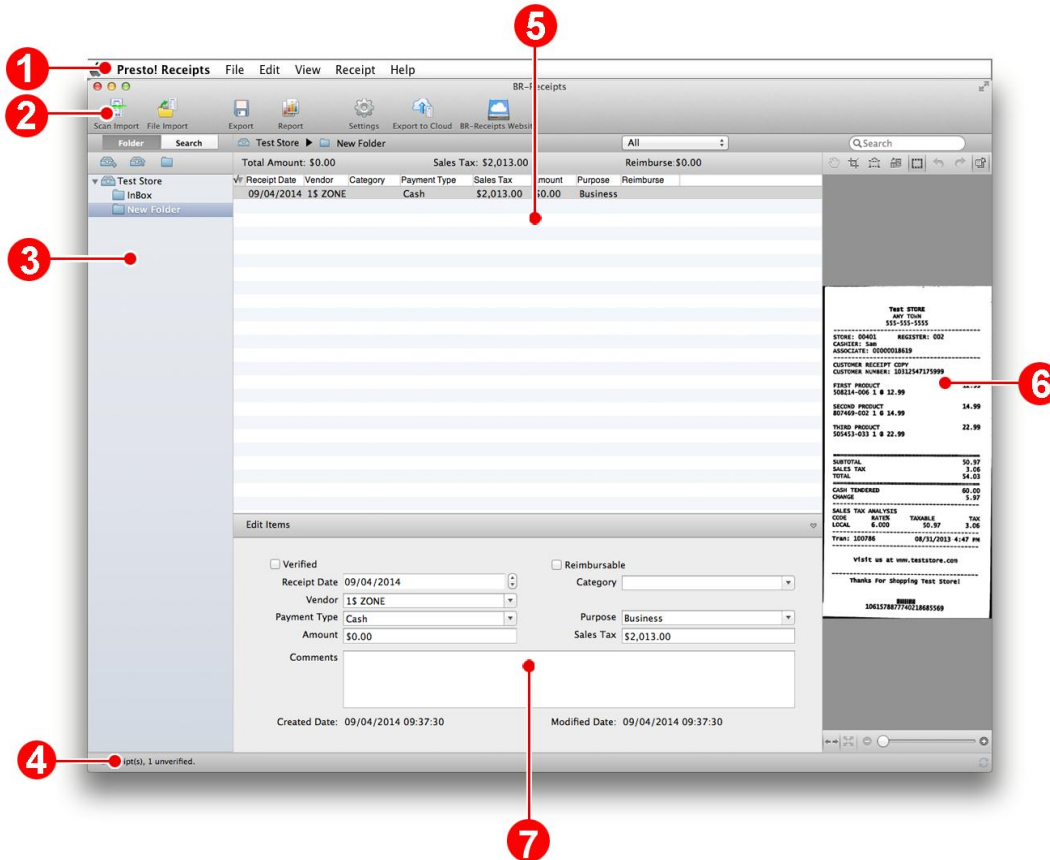 5
1 Presto! Receipts File Edit View Receipt Help
BR-Receipts
2
Scan Import File Import Export Report Settings Export to Cloud BR-Receipts Websit
Folder Search Test Store ▶ New Folder All Search
Total Amount: $0.00 Sales Tax: $2,013.00 Reimburse:$0.00
Test Store
InBox
New Folder
Receipt Date Vendor Category Payment Type Sales Tax mount Purpose Reimburse
09/04/2014 1$ ZONE Cash $2,013.00 $0.00 Business
3
Test STORE
ANY TOWN
555-555-5555
STORE: 00401 REGISTER: 002
CASHIER: Sam
ASSOCIATE: 00000018619
CUSTOMER RECEIPT COPY
CUSTOMER NUMBER: 10312547175999
6
FIRST PRODUCT
508214-006 1 @ 12.99
SECOND PRODUCT 14.99
807469-002 1 @ 14.99
THIRD PRODUCT 22.99
505453-033 1 @ 22.99
SUBTOTAL 50.97
SALES TAX 3.06
TOTAL 54.03
CASH TENDERED 60.00
CHANGE 5.97
SALES TAX ANALYSIS
CODE RATE% TAXABLE TAX
LOCAL 6.000 50.97 3.06
Tran: 100786 08/31/2013 4:47 PM
Visit us at www.teststore.com
Thanks For Shopping Test Store!
1061578877740218685569
Edit Items
Verified Reimbursable
Receipt Date 09/04/2014 Category
Vendor 1$ ZONE
Payment Type Cash Purpose Business
Amount $0.00 Sales Tax $2,013.00
Comments
Created Date: 09/04/2014 09:37:30 Modified Date: 09/04/2014 09:37:30
4 ipt(s), 1 unverified.
7